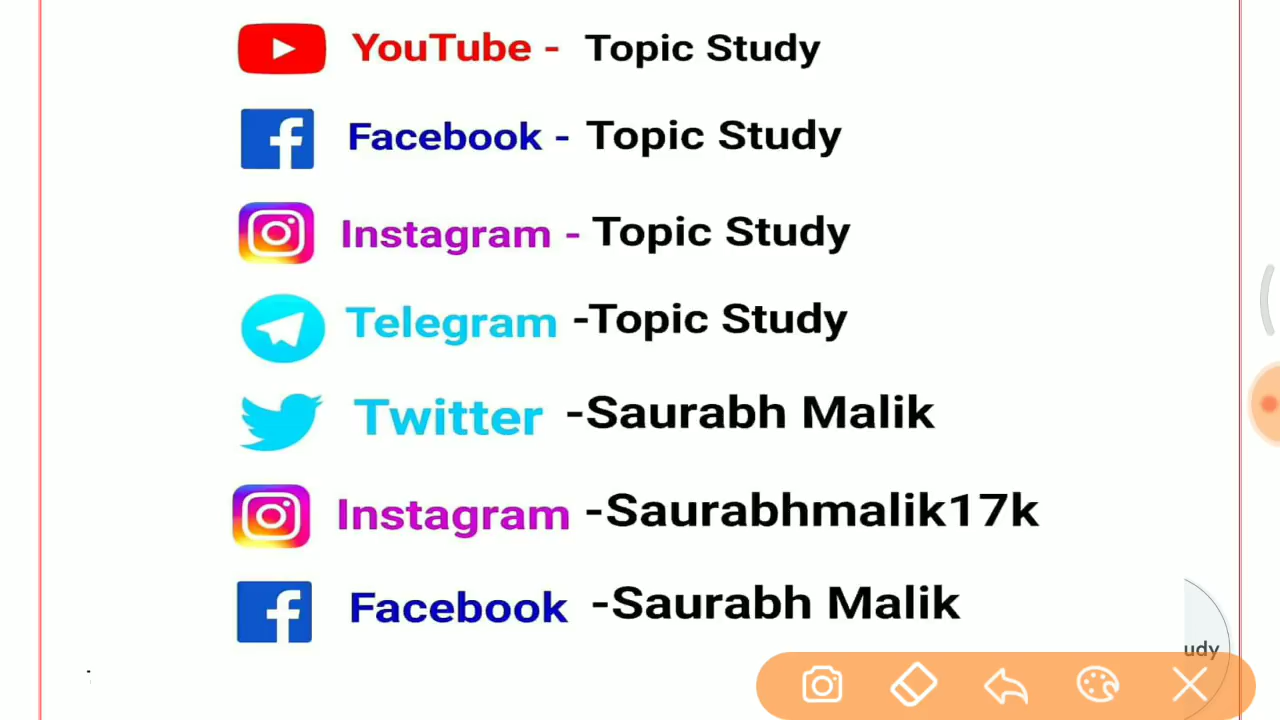 YouTube - Topic Study
Facebook - Topic Study
Instagram - Topic Study
Telegram -Topic Study
Twitter -Saurabh Malik
Instagram -Saurabhmalik17k
Facebook -Saurabh Malik
udy